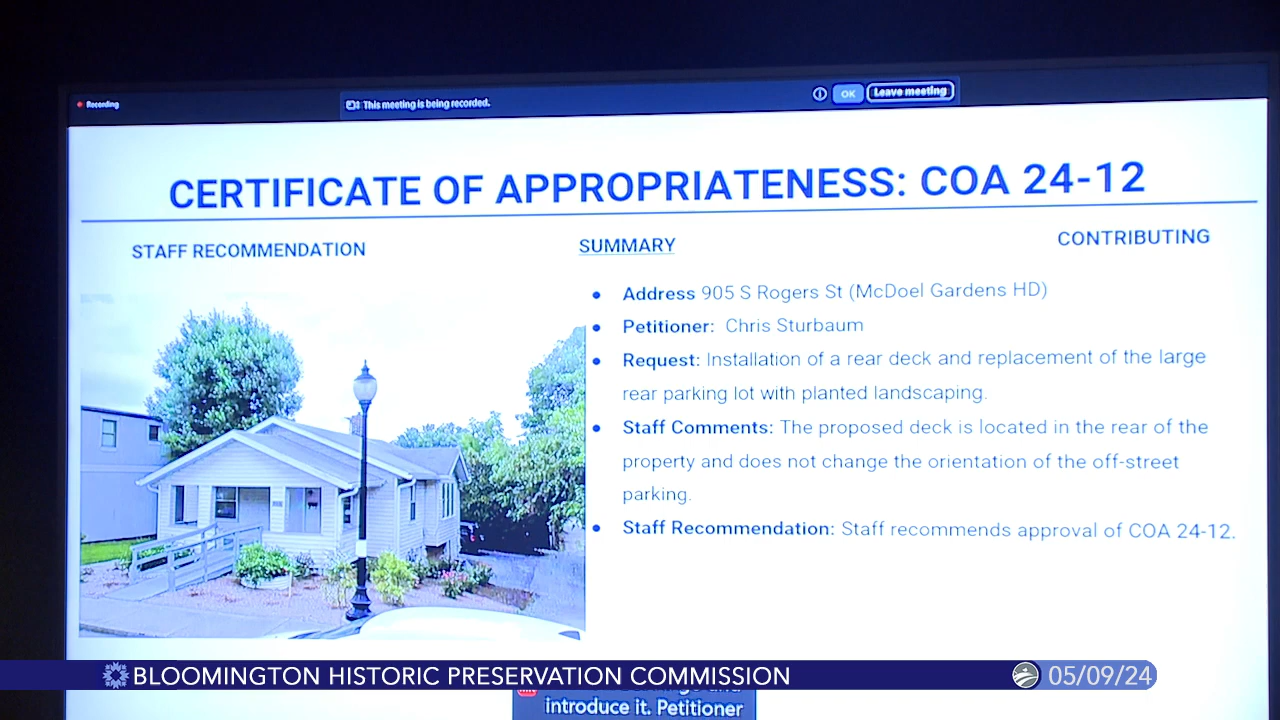 Recording
This meeting is being recorded.
OK
Leave meeting
CERTIFICATE OF APPROPRIATENESS: COA 24-12
STAFF RECOMMENDATION
SUMMARY
CONTRIBUTING
Address 905 S Rogers St (McDoel Gardens HD)
Petitioner: Chris Sturbaum
Request: Installation of a rear deck and replacement of the large
rear parking lot with planted landscaping.
Staff Comments: The proposed deck is located in the rear of the
property and does not change the orientation of the off-street
parking.
Staff Recommendation: Staff recommends approval of COA 24-12.
BLOOMINGTON HISTORIC PRESERVATION COMMISSION
05/09/24
and
introduce it. Petitioner